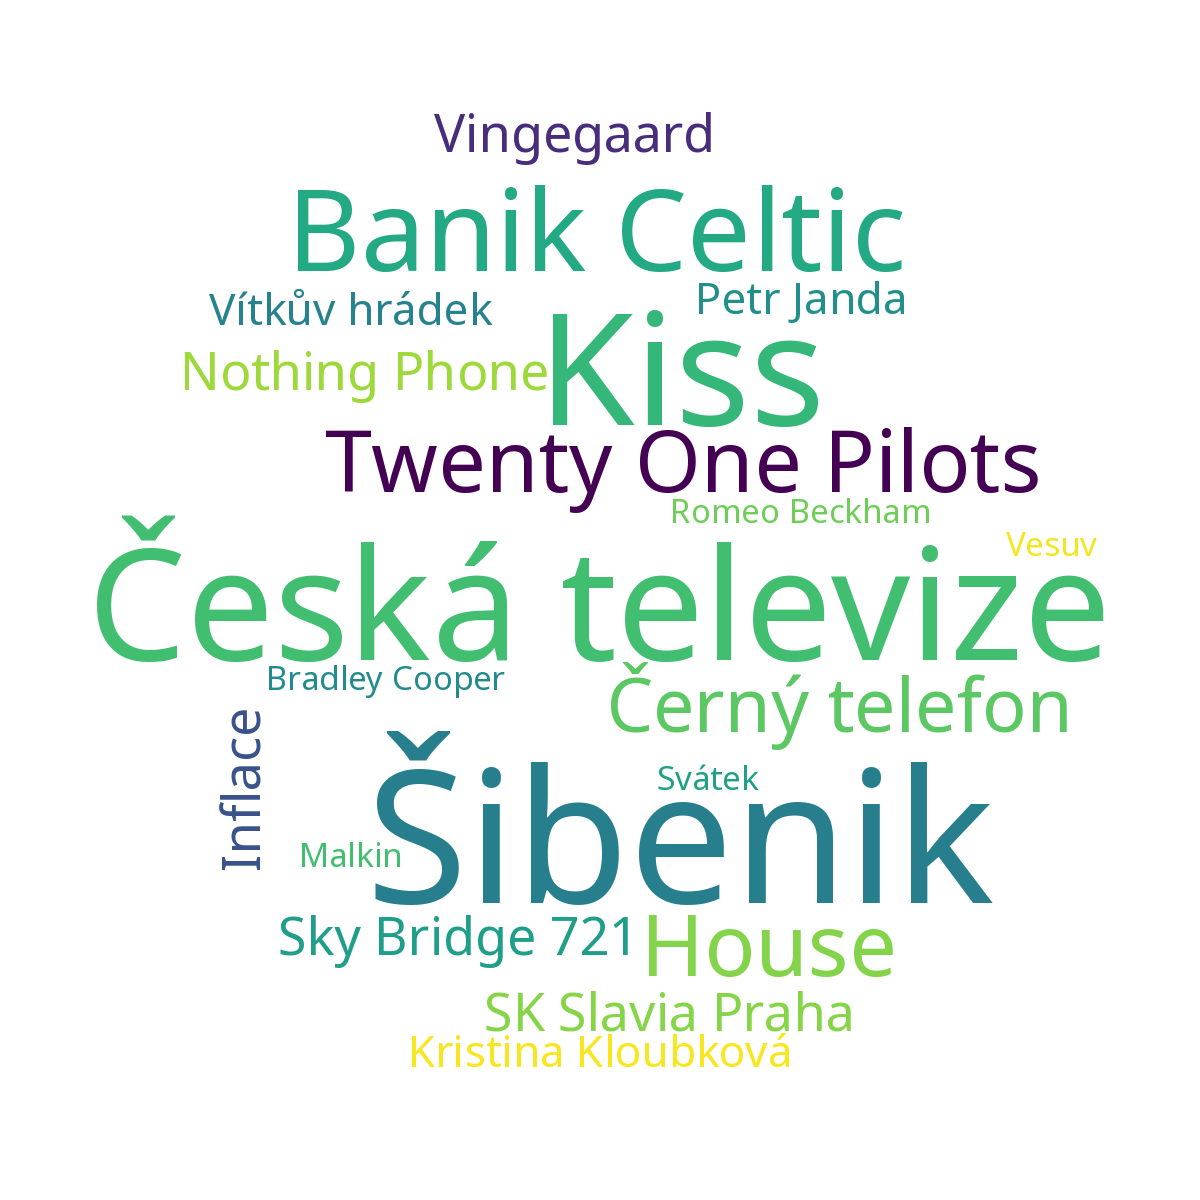 Vingegaard
Banik Celtic
Vítkův hrádek
Petr Janda
Nothing Phone
Kiss
Twenty One Pilots
Romeo Beckham
Vesuv
Česká televize
Bradley Cooper
Černý telefon
Inflace
Svátek
Šibenik
Malkin
Sky Bridge 721
House
SK Slavia Praha
Kristina Kloubková